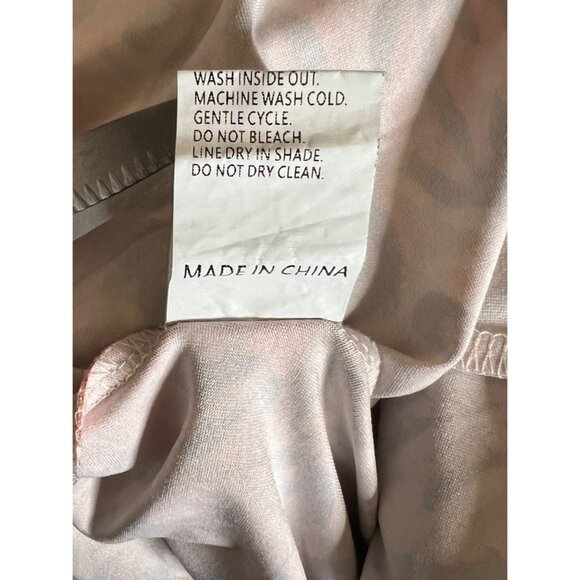 WASH INSIDE OUT.
MACHINE WASH COLD.
GENTLE CYCLE.
DO NOT BLEACH.
LINE DRY IN SHADE.
DO NOT DRY CLEAN.
MADE IN CHINA